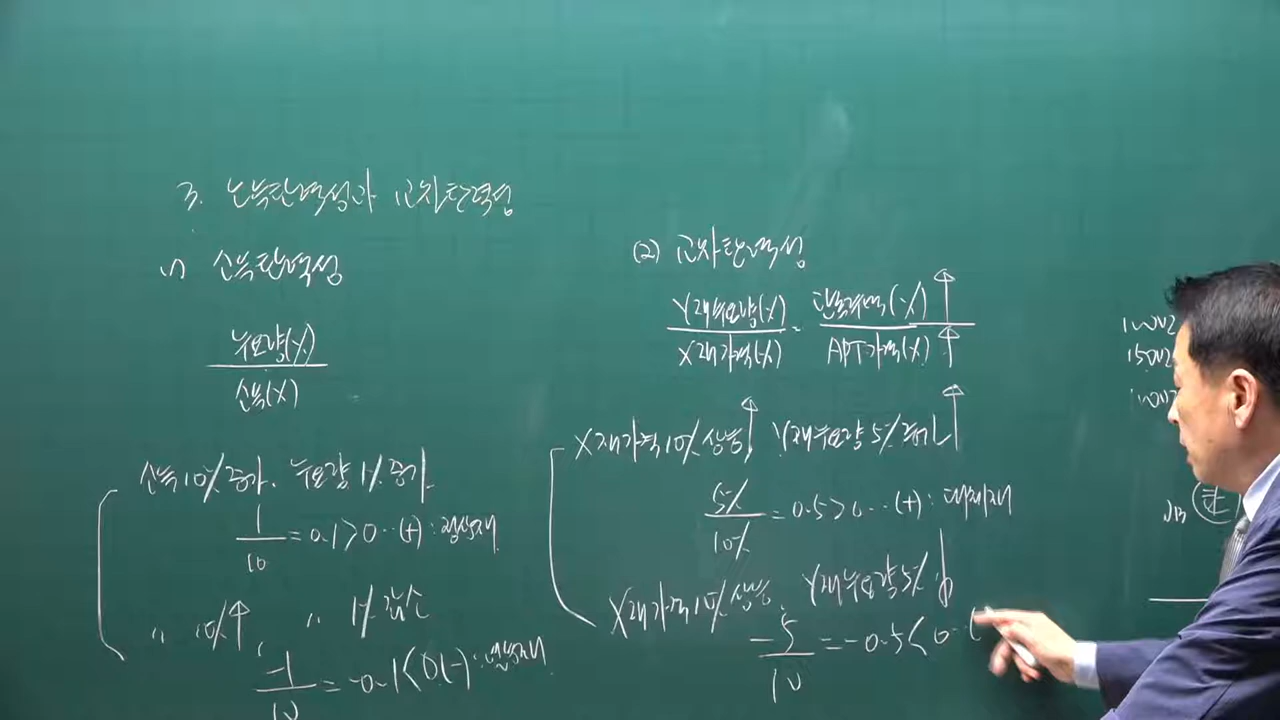 3. 소득탄력성과 교차탄력성
(1) 소득탄력성
수요량(Y)
소득(X)
소득 10% 증가, 수요량 1% 증가
1
10
= 0.1 > 0 … (+) : 정상재
〃 10%↑, 〃 1% 감소
-1
10
= -0.1 < 0 (-) : 열등재
(2) 교차탄력성
Y재수요량(Y)
X재가격(X)
APT가격(X)↑
X재가격 10% 상승↑ Y재수요량 5% 증가↑
5%
10%
= 0.5 > 0 … (+) : 대체재
X재가격 10% 상승, Y재수요량 5%↓
-5
10
= -0.5 < 0 … (